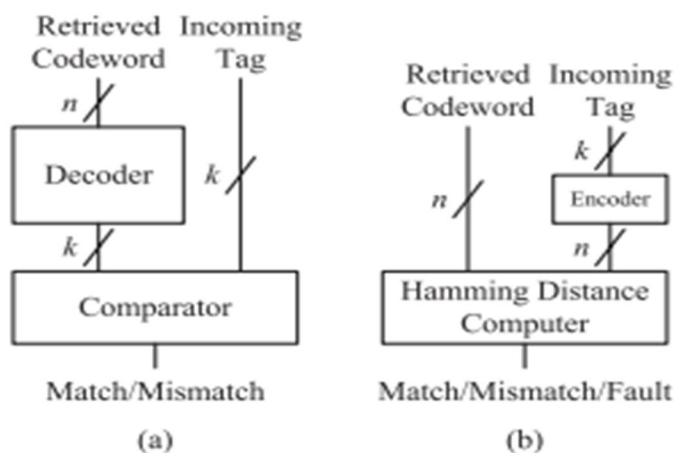 Retrieved Codeword
Incoming Tag
n
Decoder
k
k
Comparator
Match/Mismatch
(a)
Retrieved Codeword
Incoming Tag
k
n
Encoder
n
Hamming Distance
Computer
Match/Mismatch/Fault
(b)